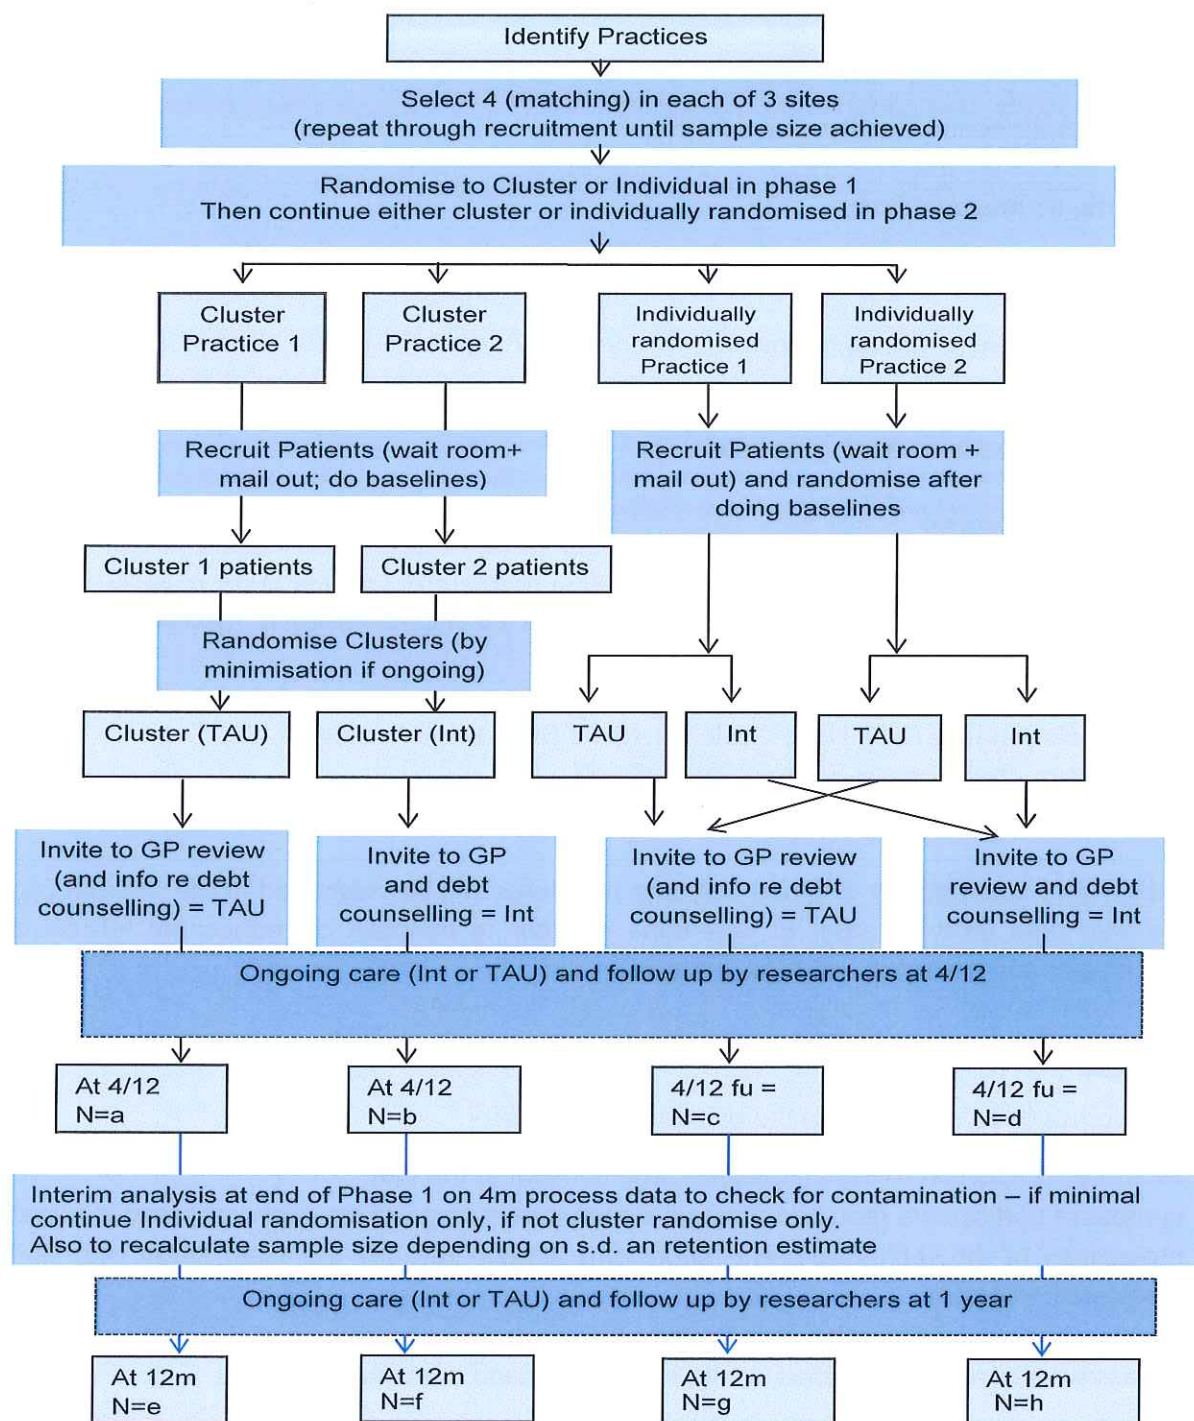 Identify Practices
Select 4 (matching) in each of 3 sites
(repeat through recruitment until sample size achieved)
Randomise to Cluster or Individual in phase 1
Then continue either cluster or individually randomised in phase 2
Cluster
Practice 1
Cluster
Practice 2
Individually
randomised
Practice 1
Individually
randomised
Practice 2
Recruit Patients (wait room+
mail out; do baselines)
Recruit Patients (wait room +
mail out) and randomise after
doing baselines
Cluster 1 patients
Cluster 2 patients
Randomise Clusters (by
minimisation if ongoing)
Cluster (TAU)
Cluster (Int)
TAU
Int
TAU
Int
Invite to GP review
(and info re debt
counselling) = TAU
Invite to GP
and debt
counselling = Int
Invite to GP review
(and info re debt
counselling) = TAU
Invite to GP
review and debt
counselling = Int
Ongoing care (Int or TAU) and follow up by researchers at 4/12
At 4/12
N=a
At 4/12
N=b
4/12 fu =
N=c
4/12 fu =
N=d
Interim analysis at end of Phase 1 on 4m process data to check for contamination – if minimal
continue Individual randomisation only, if not cluster randomise only.
Also to recalculate sample size depending on s.d. an retention estimate
Ongoing care (Int or TAU) and follow up by researchers at 1 year
At 12m
N=e
At 12m
N=f
At 12m
N=g
At 12m
N=h